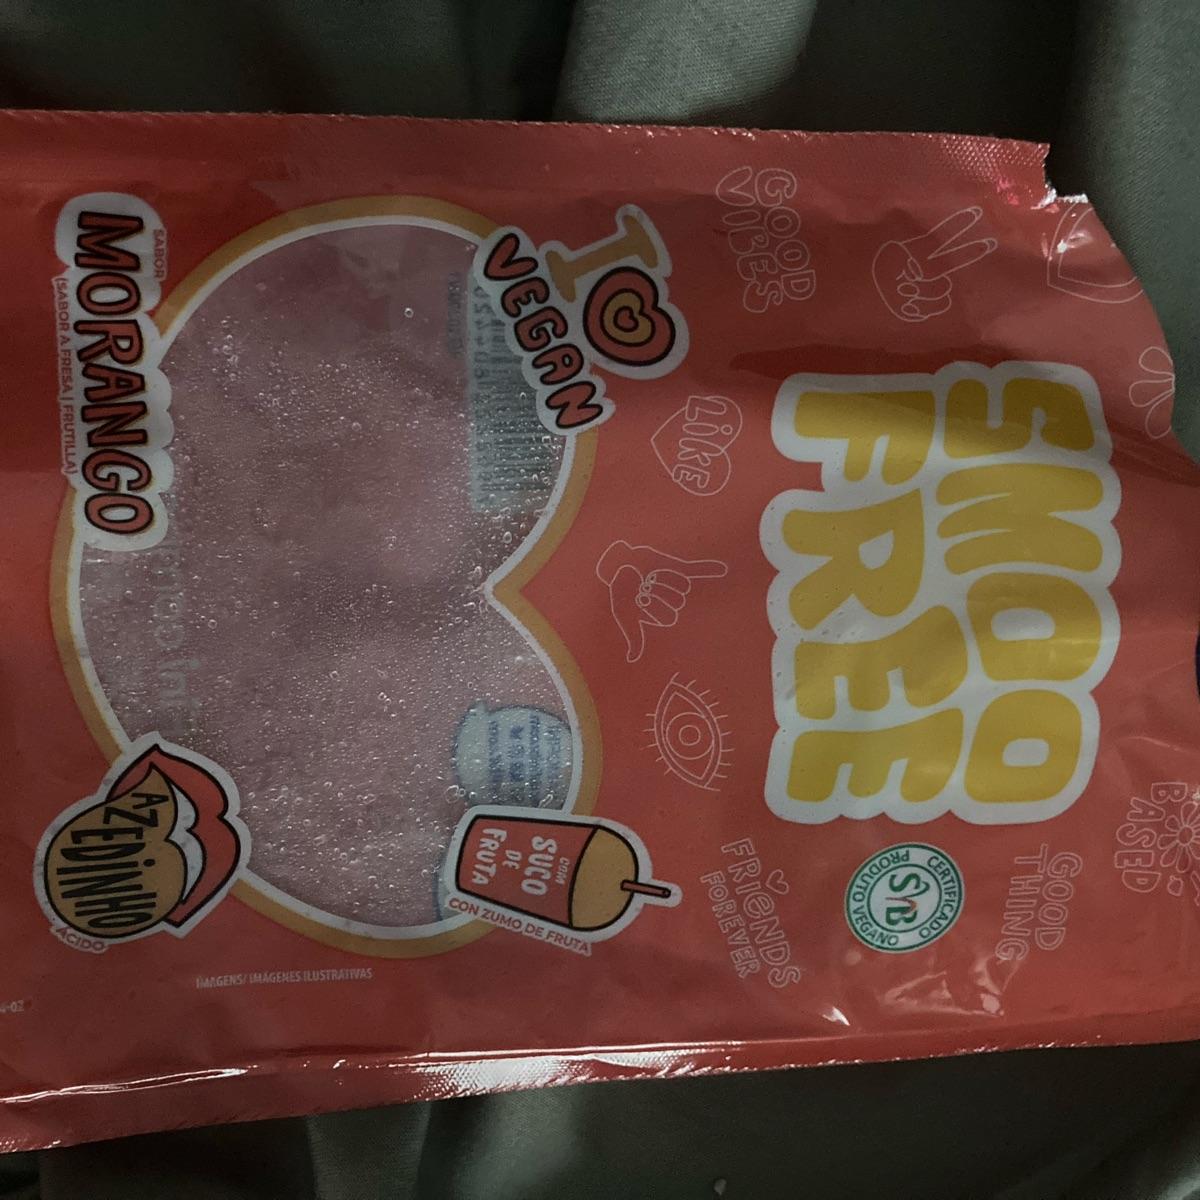 BASED
GOOD
THING
SMOO
FREE
CERTIFICADO
SVB
PRODUTO VEGANO
GOOD
VIBES
LIKE
FRIENDS
FOREVER
I
VEGAN
COM
SUCO
DE
FRUTA
CON ZUMO DE FRUTA
SABOR
MORANGO
(SABOR A FRESA | FRUTILLA)
AZEDINHO
ÁCIDO
IMAGENS/ IMÁGENES ILUSTRATIVAS